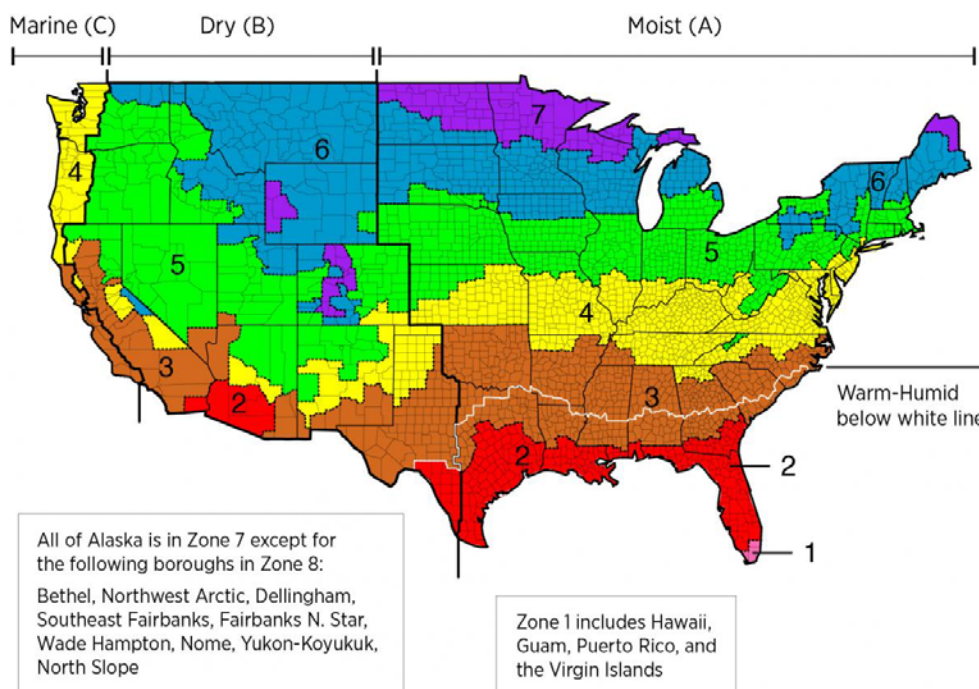 Marine (C)
Dry (B)
Moist (A)
7
6
4
6
5
5
4
3
3
2
Warm-Humid
below white line
2
2
1
All of Alaska is in Zone 7 except for
the following boroughs in Zone 8:
Bethel, Northwest Arctic, Dellingham,
Southeast Fairbanks, Fairbanks N. Star,
Wade Hampton, Nome, Yukon-Koyukuk,
North Slope
Zone 1 includes Hawaii,
Guam, Puerto Rico, and
the Virgin Islands